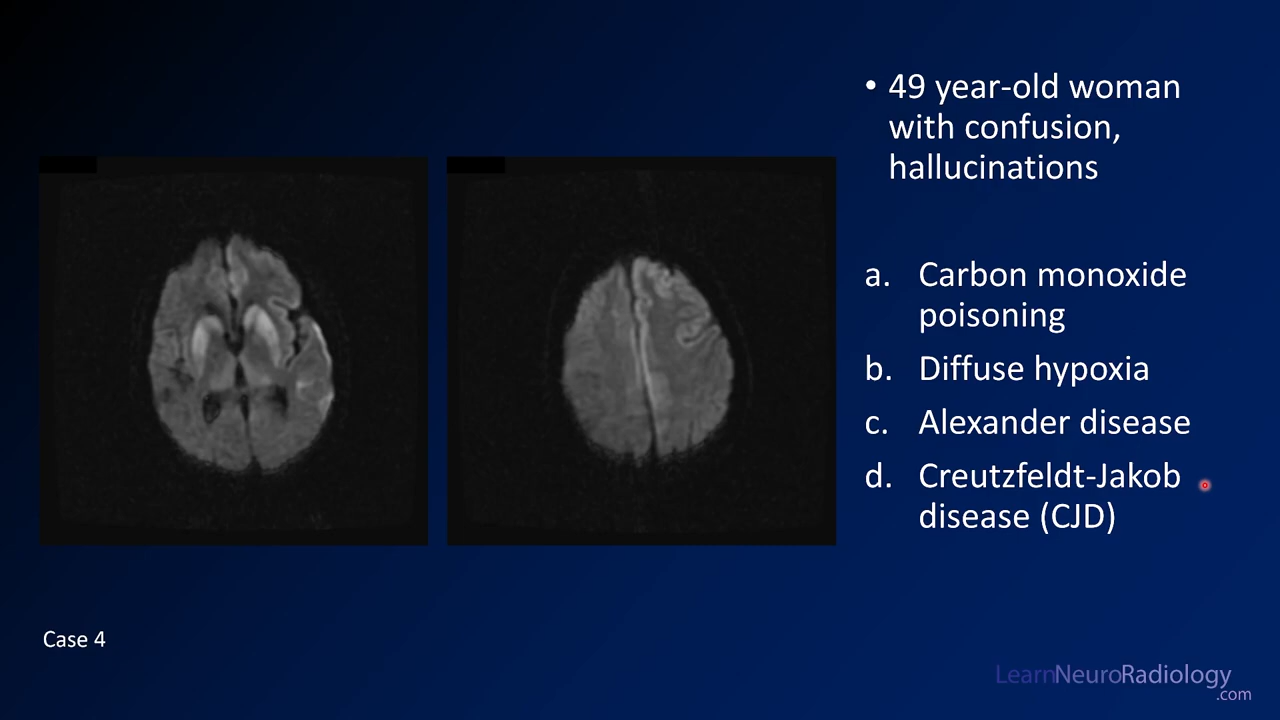 • 49 year-old woman
with confusion,
hallucinations
a. Carbon monoxide
poisoning
b. Diffuse hypoxia
c. Alexander disease
d. Creutzfeldt-Jakob
disease (CJD)
Case 4
LearnNeuroRadiology
.com